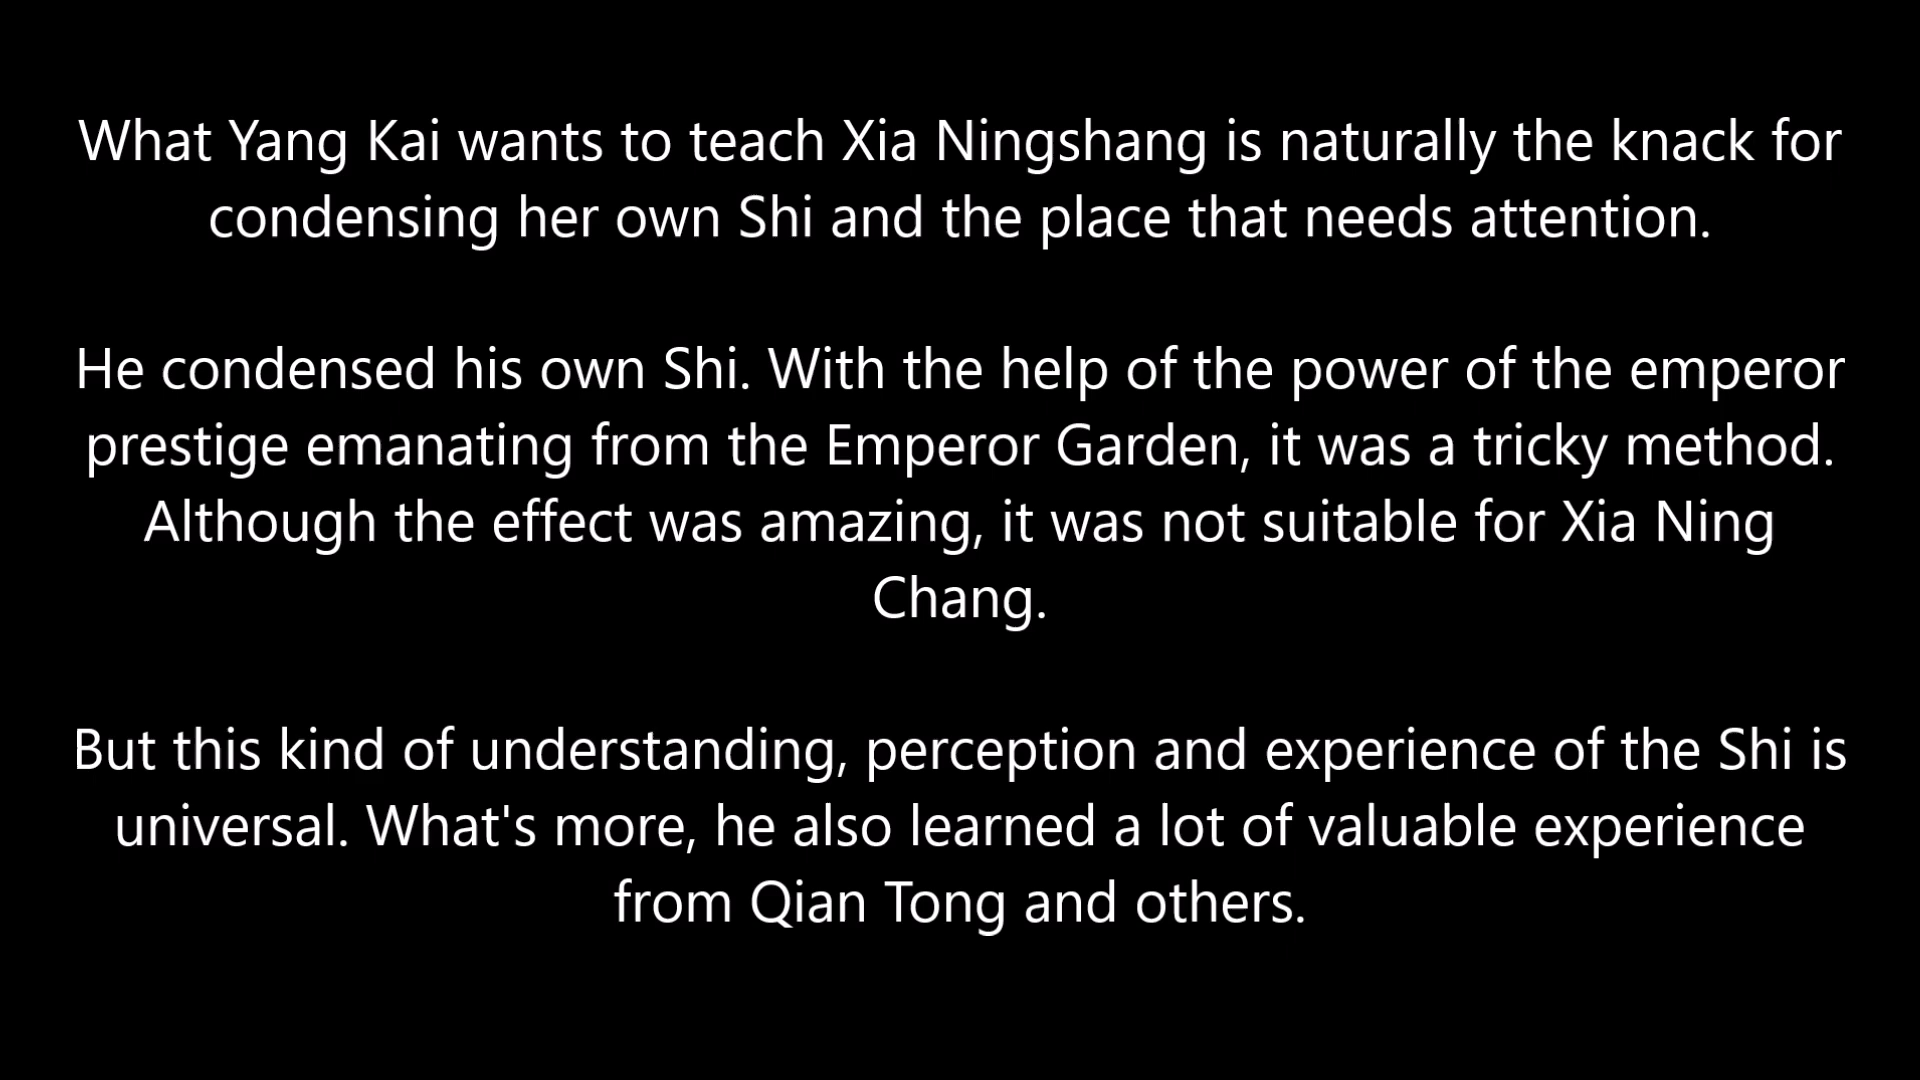 What Yang Kai wants to teach Xia Ningshang is naturally the knack for
condensing her own Shi and the place that needs attention.
He condensed his own Shi. With the help of the power of the emperor
prestige emanating from the Emperor Garden, it was a tricky method.
Although the effect was amazing, it was not suitable for Xia Ning
Chang.
But this kind of understanding, perception and experience of the Shi is
universal. What's more, he also learned a lot of valuable experience
from Qian Tong and others.